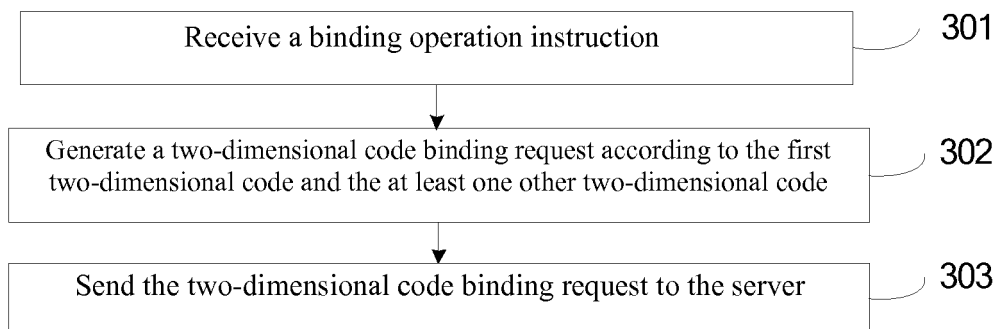 Receive a binding operation instruction
301
Generate a two-dimensional code binding request according to the first
two-dimensional code and the at least one other two-dimensional code
302
Send the two-dimensional code binding request to the server
303